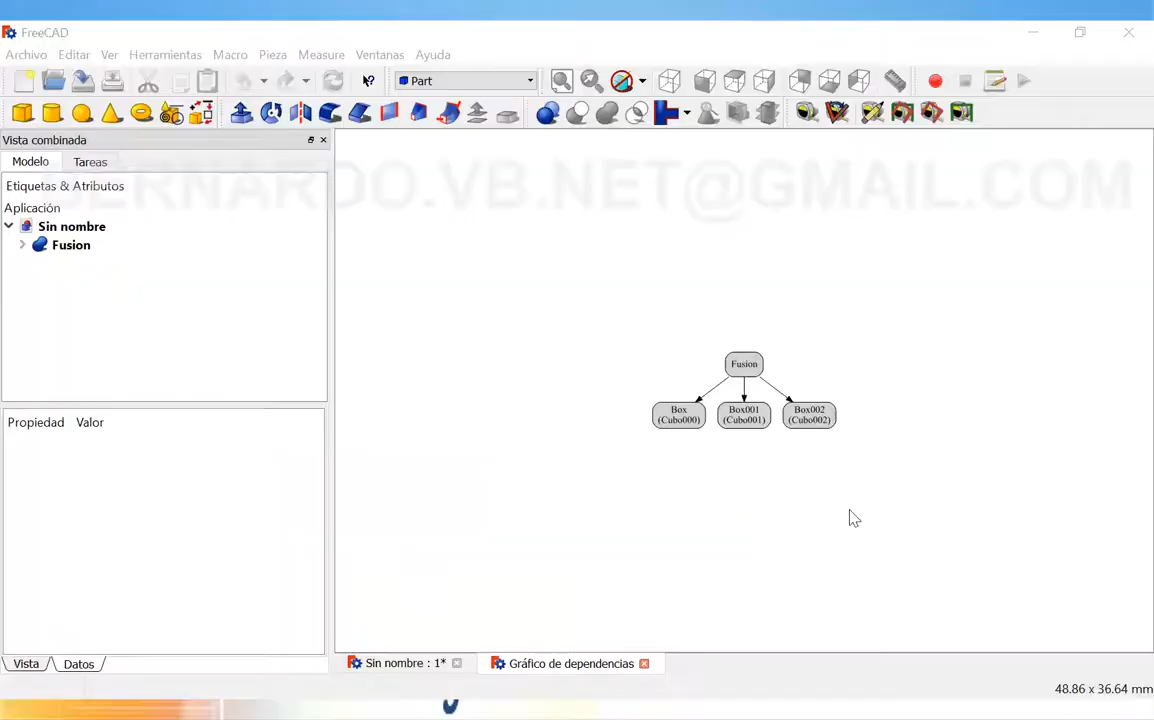 FreeCAD
Archivo Editar Ver Herramientas Macro Pieza Measure Ventanas Ayuda
Part
Vista combinada
Modelo Tareas
BERNARDO.VB.NET@GMAIL.COM
Etiquetas & Atributos
Aplicación
Sin nombre
Fusion
Fusion
Box
(Cubo000)
Box001
(Cubo001)
Box002
(Cubo002)
Propiedad Valor
Vista Datos
Sin nombre : 1* Gráfico de dependencias
48.86 x 36.64 mm